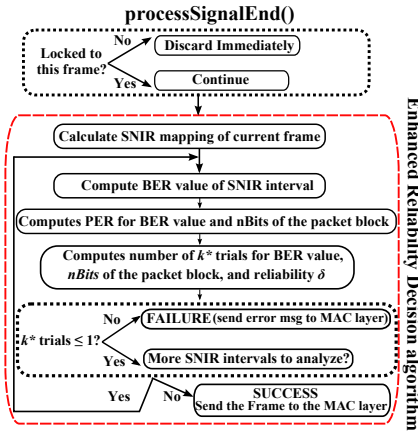 processSignalEnd()
Locked to
this frame?
No
Discard Immediately
Yes
Continue
Calculate SNIR mapping of current frame
Compute BER value of SNIR interval
Computes PER for BER value and nBits of the packet block
Computes number of k* trials for BER value,
nBits of the packet block, and reliability δ
k* trials ≤ 1?
No
FAILURE(send error msg to MAC layer)
Yes
More SNIR intervals to analyze?
Yes
No
SUCCESS
Send the Frame to the MAC layer
Enhanced Reliability Decision algorithm